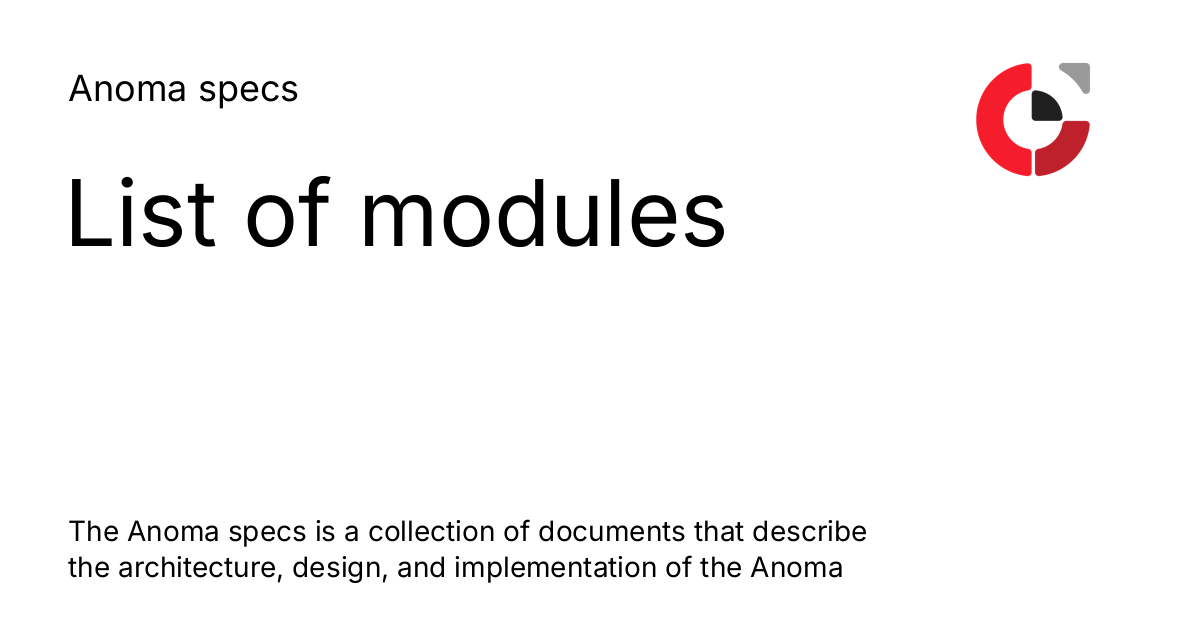 Anoma specs
List of modules
The Anoma specs is a collection of documents that describe
the architecture, design, and implementation of the Anoma